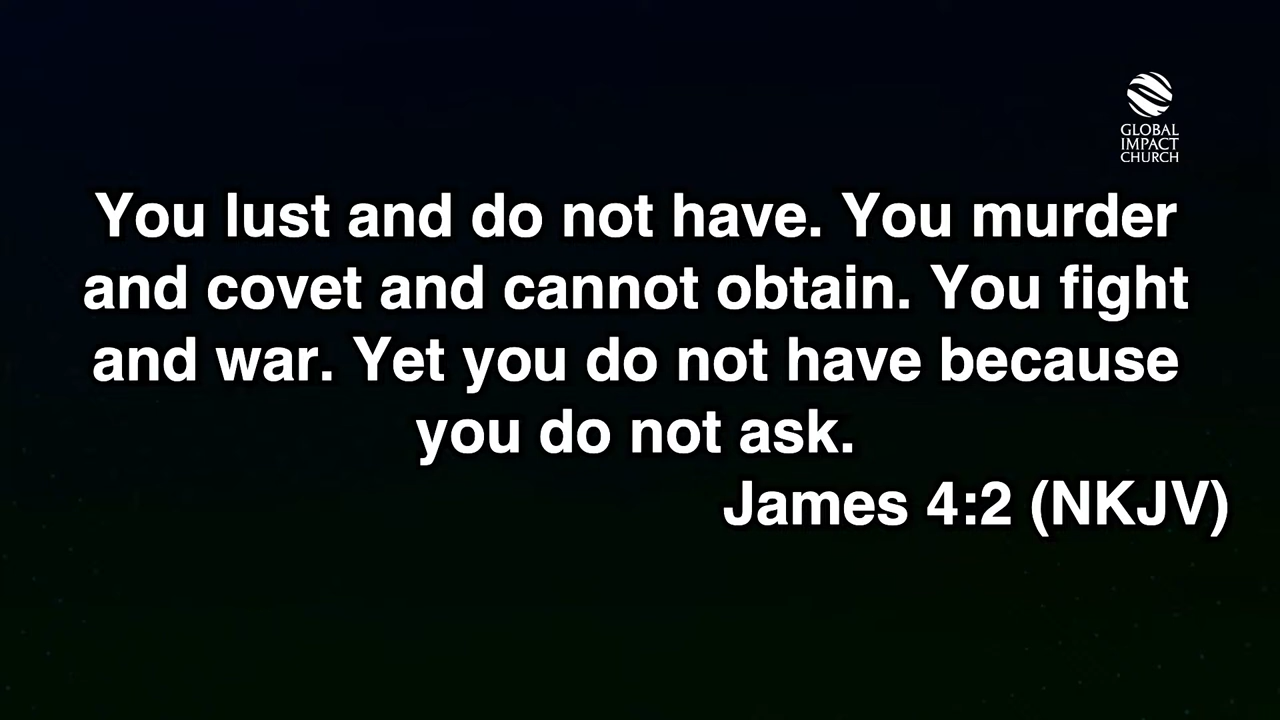 GLOBAL
IMPACT
CHURCH
You lust and do not have. You murder
and covet and cannot obtain. You fight
and war. Yet you do not have because
you do not ask.
James 4:2 (NKJV)